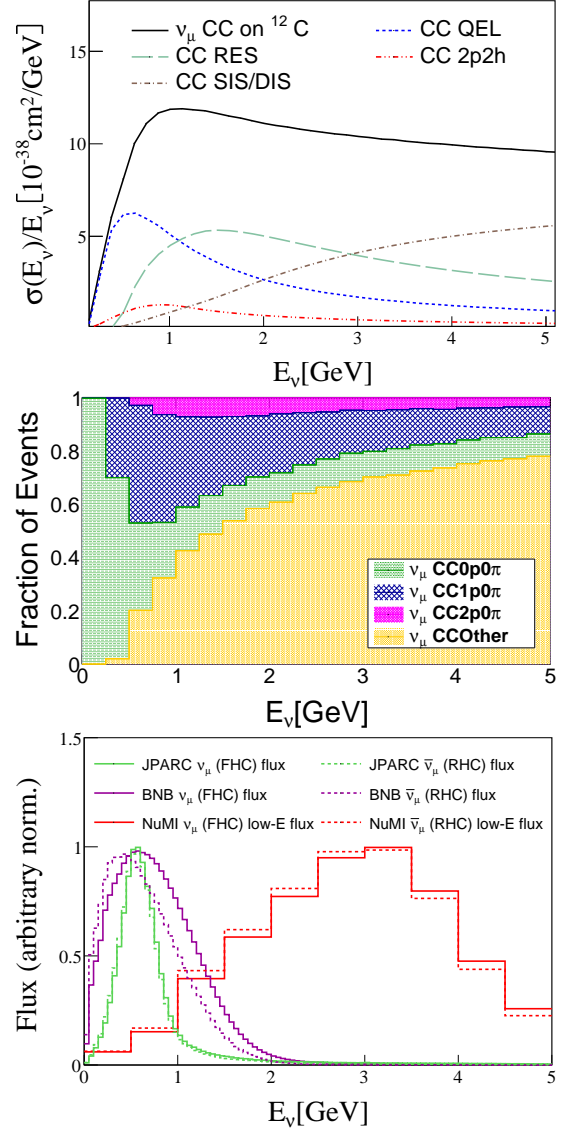 ν_μ CC on ¹² C
CC QEL
CC RES
CC 2p2h
CC SIS/DIS
σ(E_ν)/E_ν [10⁻³⁸cm²/GeV]
15
10
5
1 2 3 4 5
E_ν[GeV]
Fraction of Events
1
0.8
0.6
0.4
0.2
0
ν_μ CC0p0π
ν_μ CC1p0π
ν_μ CC2p0π
ν_μ CCOther
0 1 2 3 4 5
E_ν[GeV]
Flux (arbitrary norm.)
1.5
1
0.5
JPARC ν_μ (FHC) flux
JPARC ν̅_μ (RHC) flux
BNB ν_μ (FHC) flux
BNB ν̅_μ (RHC) flux
NuMI ν_μ (FHC) low-E flux
NuMI ν̅_μ (RHC) low-E flux
0 1 2 3 4 5
E_ν[GeV]